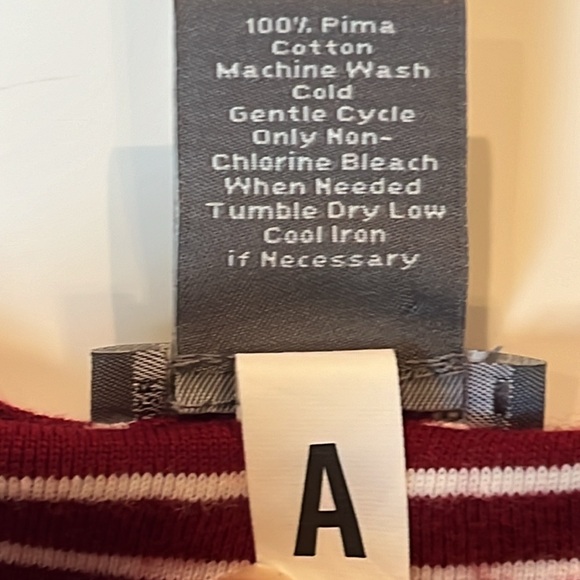 100% Pima
Cotton
Machine Wash
Cold
Gentle Cycle
Only Non-
Chlorine Bleach
When Needed
Tumble Dry Low
Cool Iron
if Necessary
A